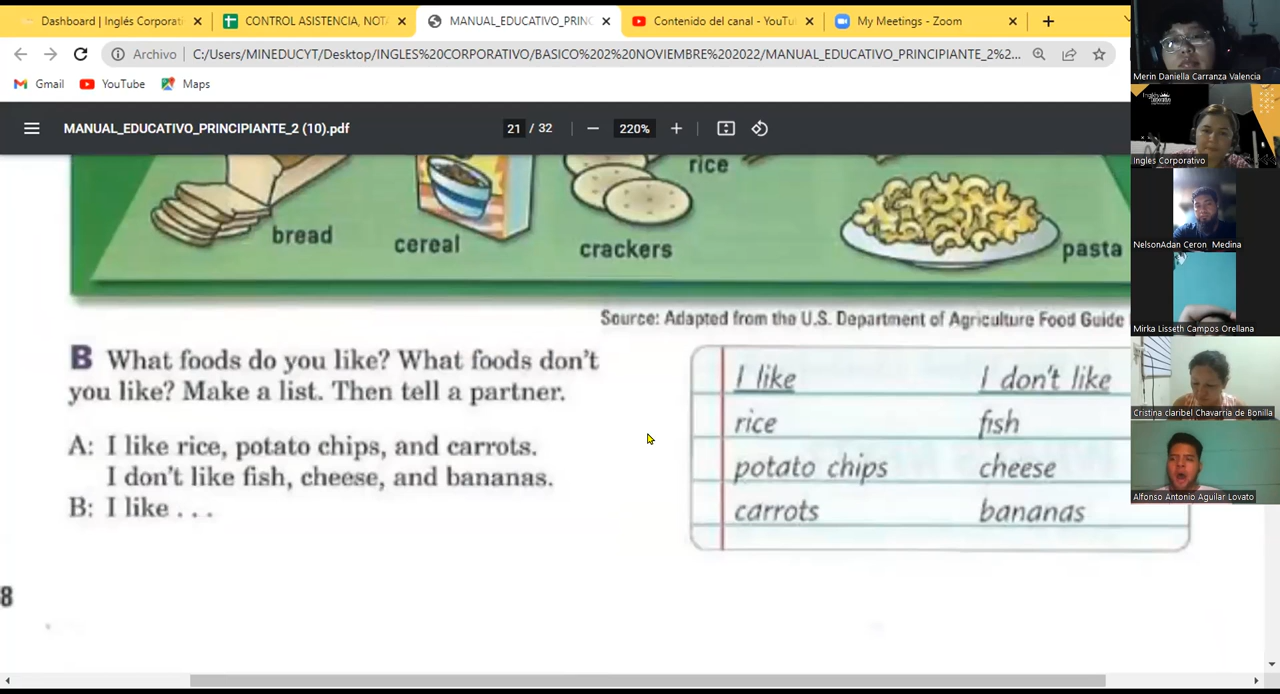 Dashboard | Inglés Corporati
CONTROL ASISTENCIA, NOT
MANUAL_EDUCATIVO_PRINC
Contenido del canal - YouTu
My Meetings - Zoom
Archivo
C:/Users/MINEDUCYT/Desktop/INGLES%20CORPORATIVO/BASICO%202%20NOVIEMBRE%202022/MANUAL_EDUCATIVO_PRINCIPIANTE_2%2...
Gmail
YouTube
Maps
MANUAL_EDUCATIVO_PRINCIPIANTE_2 (10).pdf
21 / 32
220%
rice
bread
cereal
crackers
pasta
Source: Adapted from the U.S. Department of Agriculture Food Guide
B What foods do you like? What foods don't
you like? Make a list. Then tell a partner.
A: I like rice, potato chips, and carrots.
I don't like fish, cheese, and bananas.
B: I like . . .
I like I don't like
rice fish
potato chips cheese
carrots bananas
8
Merin Daniella Carranza Valencia
Ingles Corporativo
NelsonAdan Ceron Medina
Mirka Lisseth Campos Orellana
Cristina claribel Chavarria de Bonilla
Alfonso Antonio Aguilar Lovato